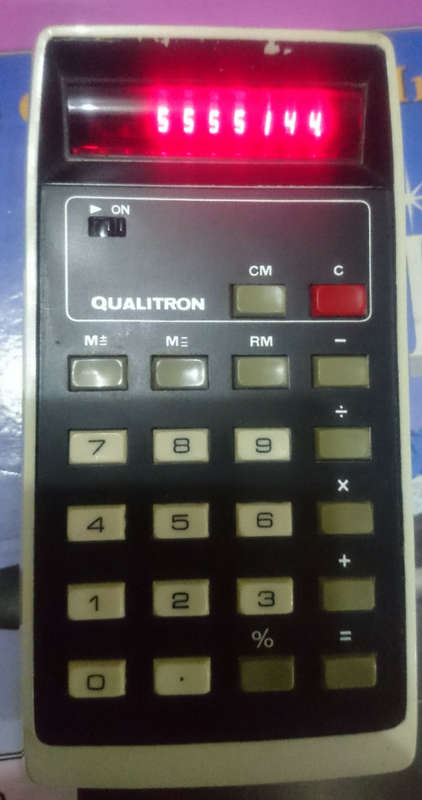 5555144
▶ ON
CM C
QUALITRON
M± M= RM −
÷
7 8 9
×
4 5 6
+
1 2 3
% =
0 .